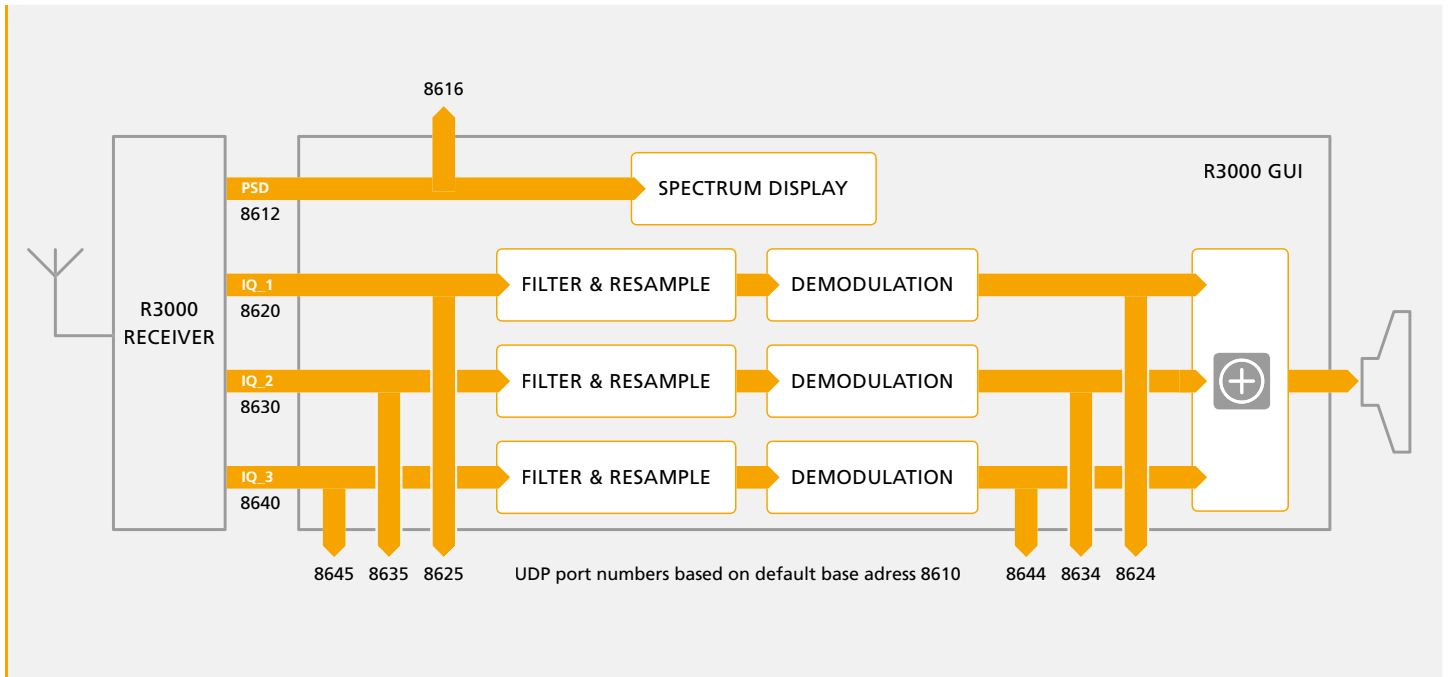 8616
R3000 GUI
PSD
SPECTRUM DISPLAY
8612
IQ_1
FILTER & RESAMPLE
DEMODULATION
8620
R3000
RECEIVER
IQ_2
FILTER & RESAMPLE
DEMODULATION
8630
IQ_3
FILTER & RESAMPLE
DEMODULATION
8640
8645 8635 8625 UDP port numbers based on default base adress 8610 8644 8634 8624